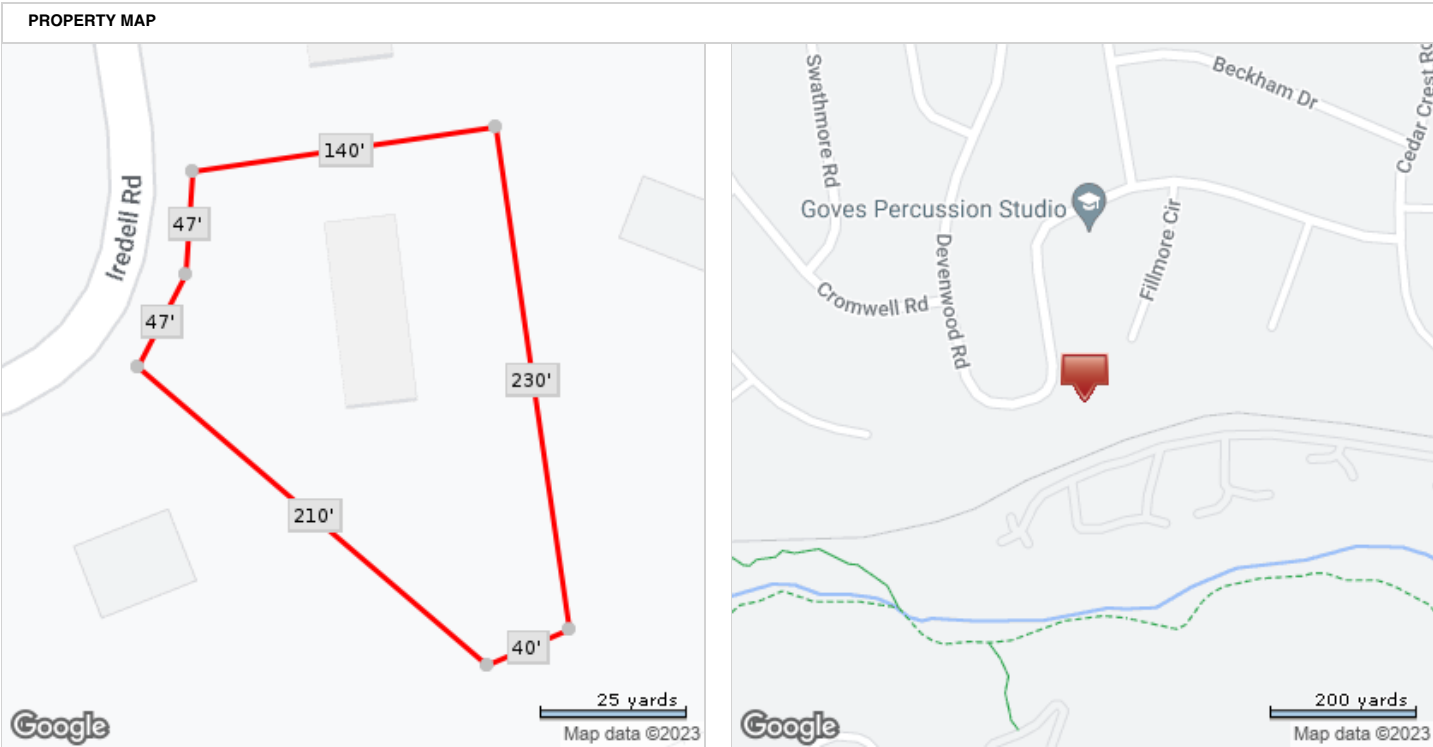 PROPERTY MAP
140'
47'
Iredell Rd
47'
230'
210'
40'
25 yards
Google
Map data ©2023
Swathmore Rd
Beckham Dr
Cedar Crest Rd
Goves Percussion Studio
Devenwood Rd
Fillmore Cir
Cromwell Rd
200 yards
Google
Map data ©2023